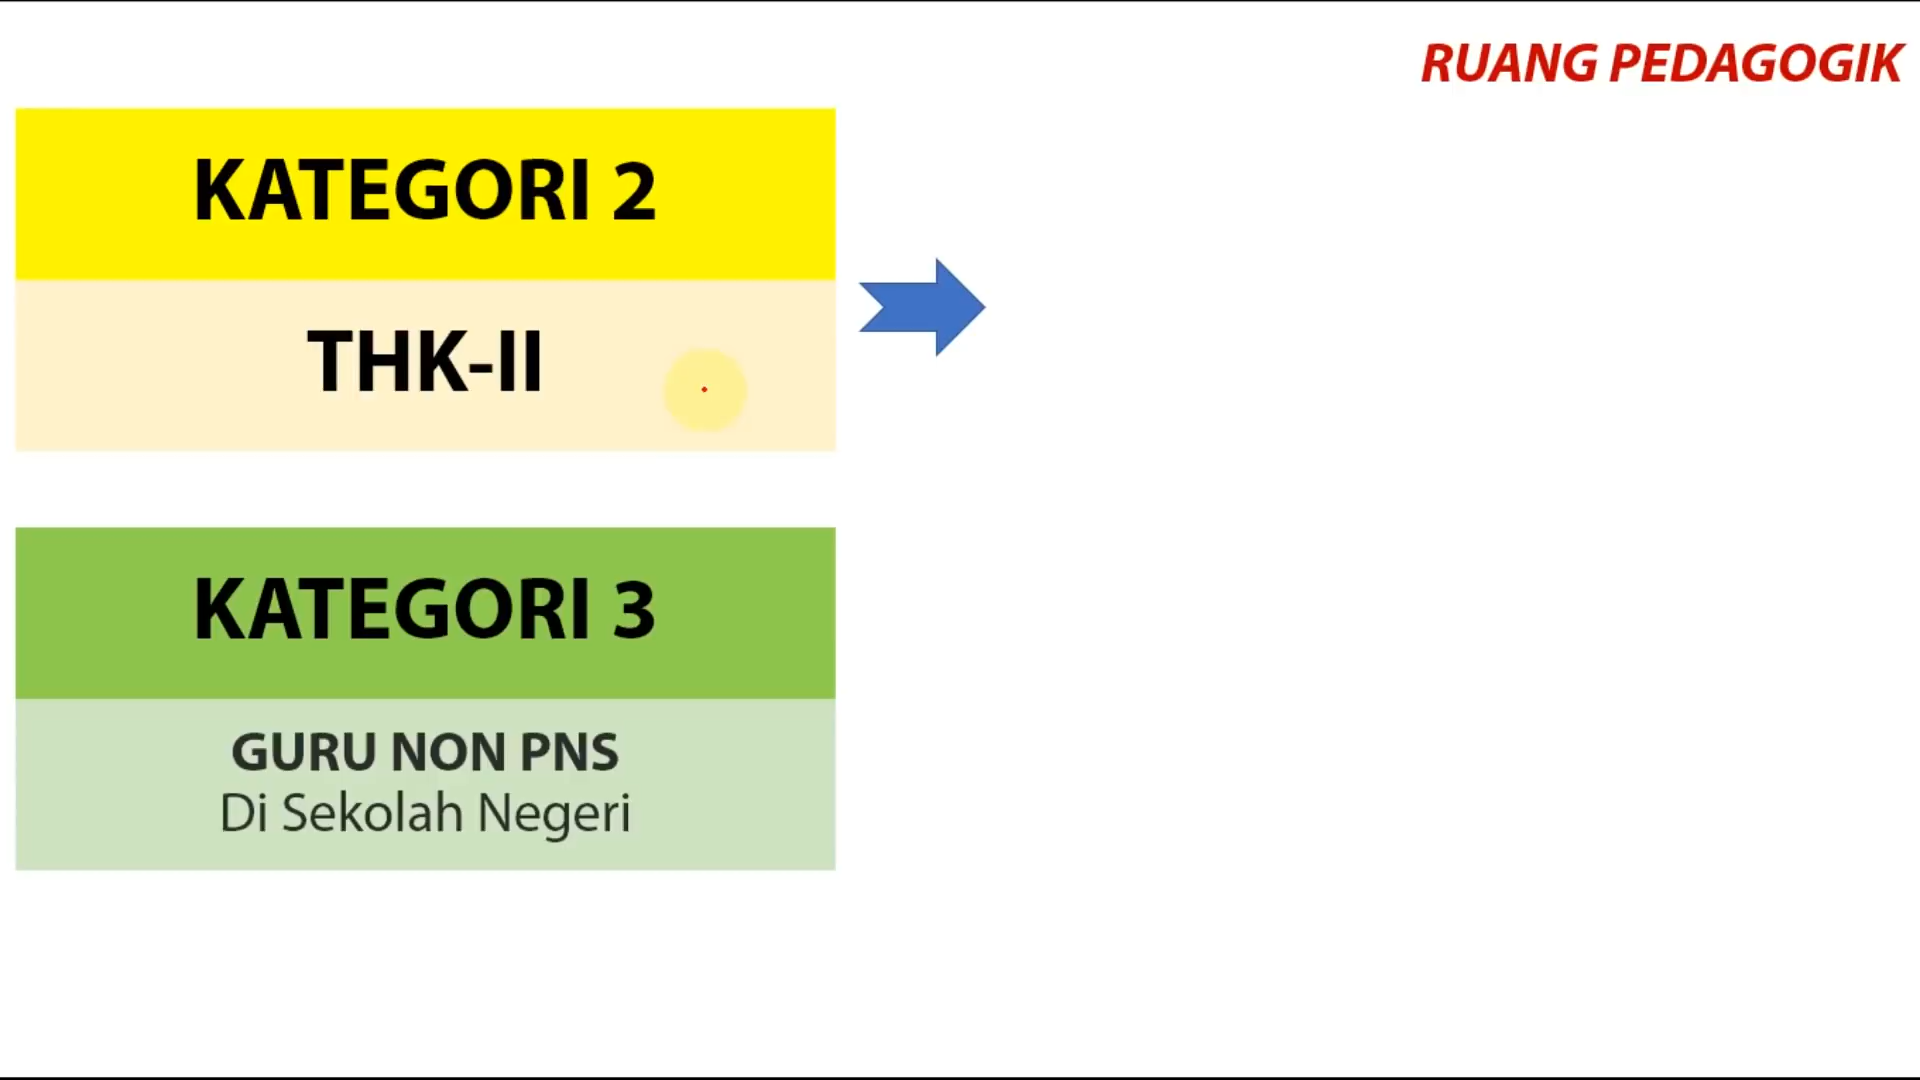 RUANG PEDAGOGIK
KATEGORI 2
THK-II
KATEGORI 3
GURU NON PNS
Di Sekolah Negeri